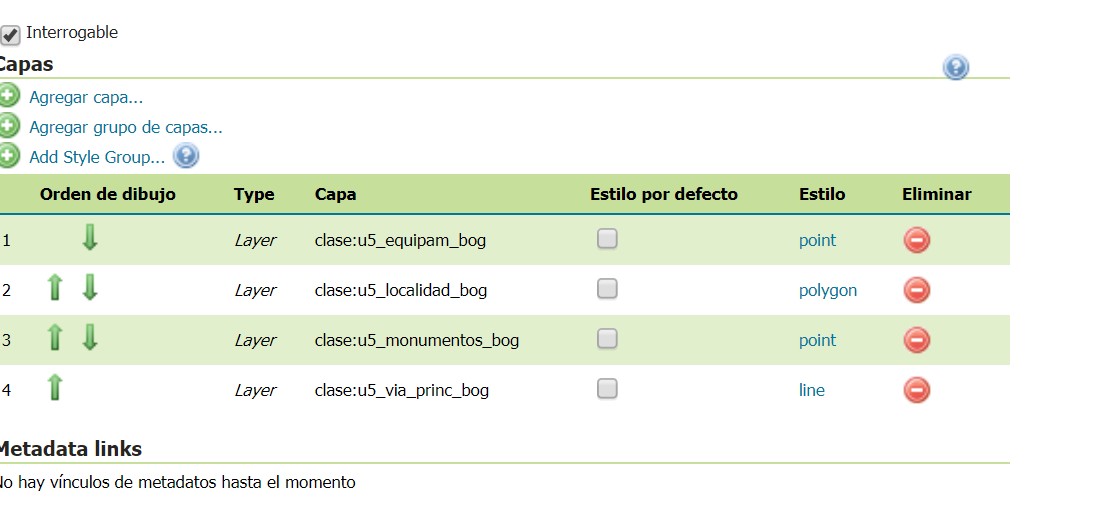 Interrogable
Capas
Agregar capa...
Agregar grupo de capas...
Add Style Group...
Orden de dibujo Type Capa Estilo por defecto Estilo Eliminar
1 Layer clase:u5_equipam_bog point
2 Layer clase:u5_localidad_bog polygon
3 Layer clase:u5_monumentos_bog point
4 Layer clase:u5_via_princ_bog line
Metadata links
No hay vínculos de metadatos hasta el momento